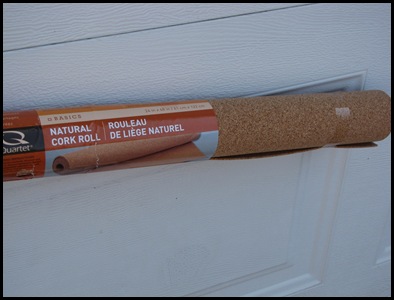 BASICS
NATURAL
CORK ROLL
ROULEAU
DE LIÈGE NATUREL
Quartet